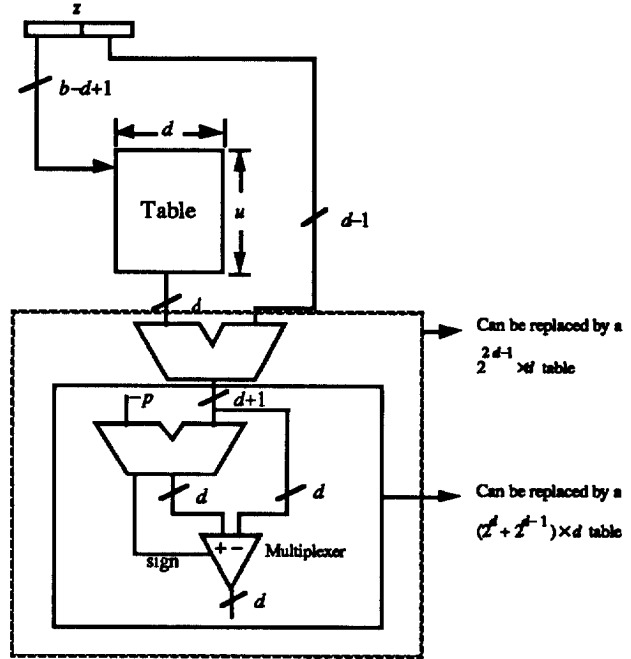 z
b-d+1
d
Table
u
d-1
d
Can be replaced by a
2^{2d-1} ×d table
-p
d+1
d
d
Can be replaced by a
(2^d + 2^{d-1})×d table
+ -
Multiplexer
sign
d